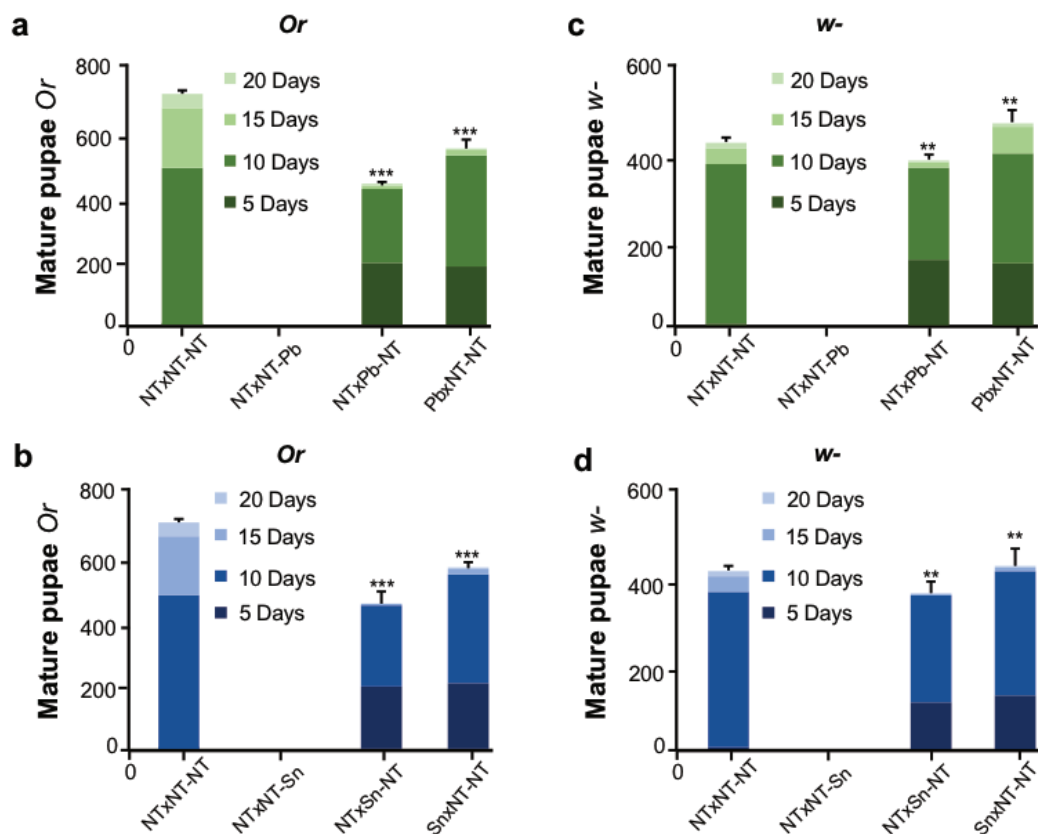 a
Or
Mature pupae Or
800
600
400
200
0
0
20 Days
15 Days
10 Days
5 Days
***
***
NTxNT-NT
NTxNT-Pb
NTxPb-NT
PbxNT-NT
c
w-
Mature pupae w-
600
400
200
0
0
20 Days
15 Days
10 Days
5 Days
**
**
NTxNT-NT
NTxNT-Pb
NTxPb-NT
PbxNT-NT
b
Or
Mature pupae Or
800
600
400
200
0
0
20 Days
15 Days
10 Days
5 Days
***
***
NTxNT-NT
NTxNT-Sn
NTxSn-NT
SnxNT-NT
d
w-
Mature pupae w-
600
400
200
0
0
20 Days
15 Days
10 Days
5 Days
**
**
NTxNT-NT
NTxNT-Sn
NTxSn-NT
SnxNT-NT